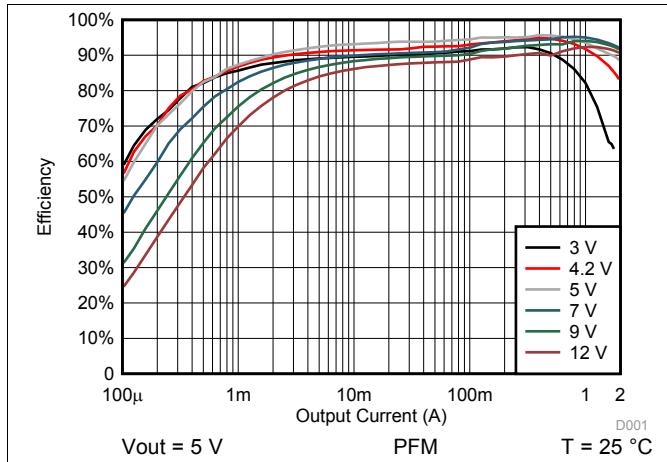 Efficiency
100%
90%
80%
70%
60%
50%
40%
30%
20%
10%
0
3 V
4.2 V
5 V
7 V
9 V
12 V
100µ 1m 10m 100m 1 2
Output Current (A)
D001
Vout = 5 V PFM T = 25 °C